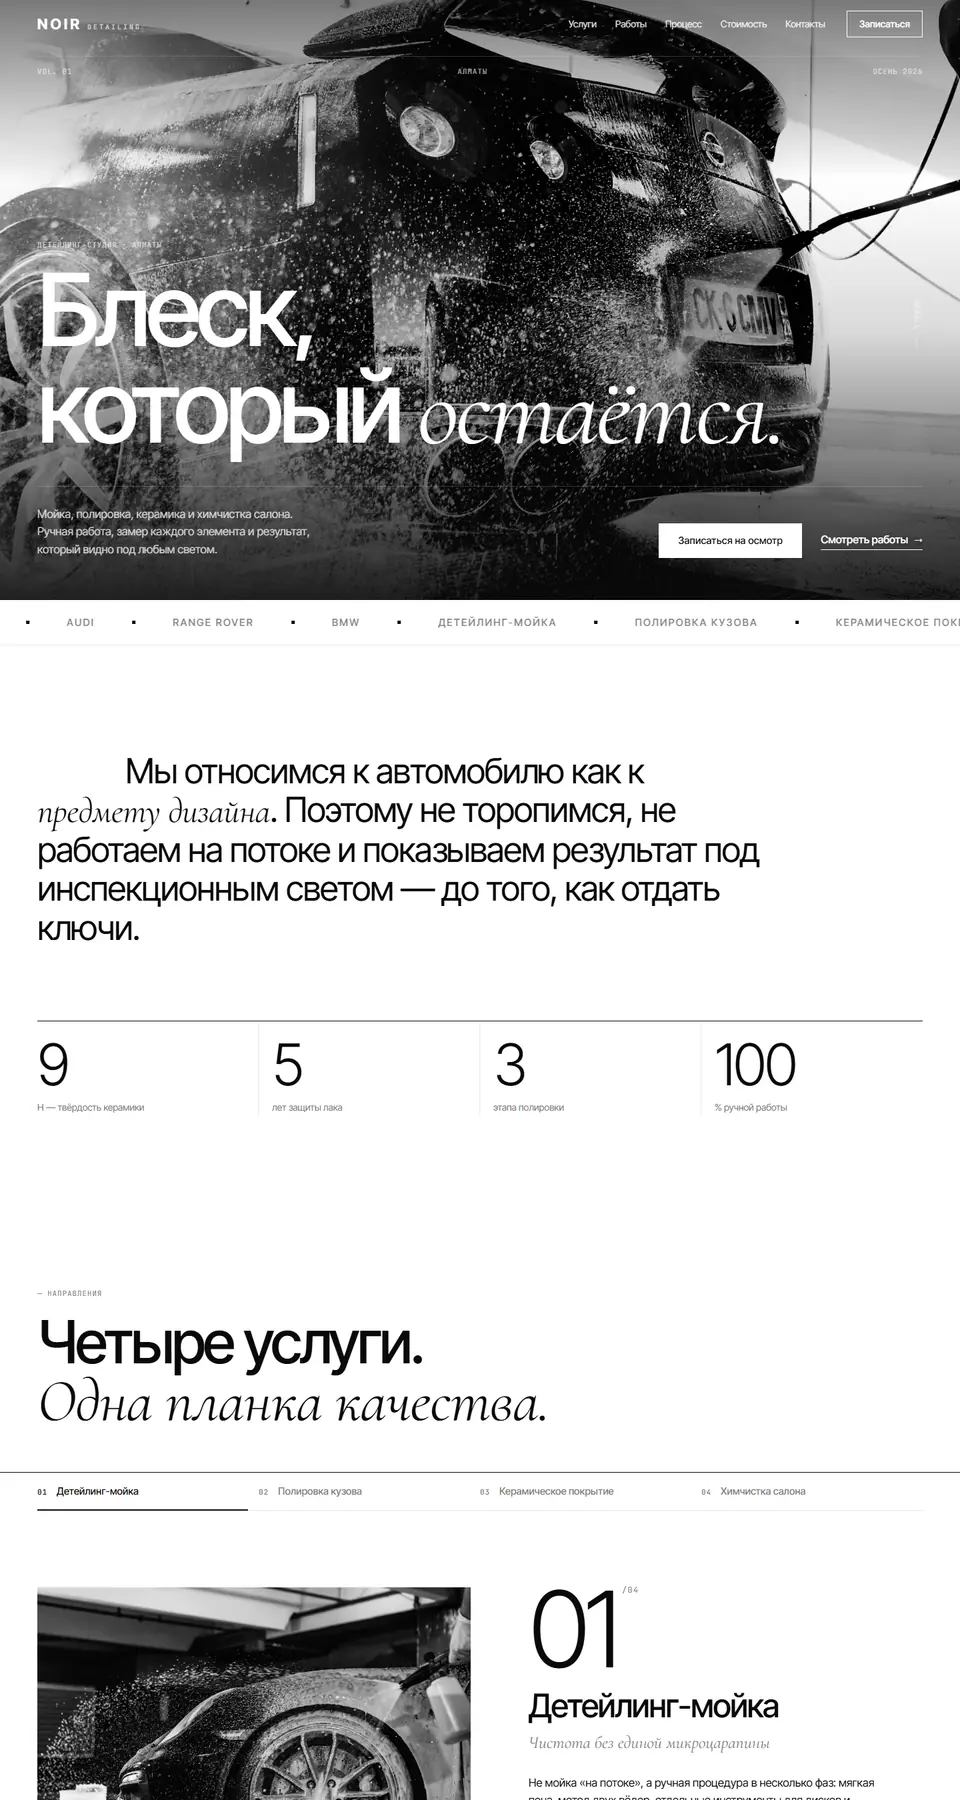 NOIR DETAILING
Услуги Работы Процесс Стоимость Контакты Записаться
VOL. 01 АЛМАТЫ ОСЕНЬ 2026
ДЕТЕЙЛИНГ-СТУДИЯ · АЛМАТЫ
Блеск,
который остаётся.
Мойка, полировка, керамика и химчистка салона.
Ручная работа, замер каждого элемента и результат,
который видно под любым светом.
Записаться на осмотр Смотреть работы →
AUDI RANGE ROVER BMW ДЕТЕЙЛИНГ-МОЙКА ПОЛИРОВКА КУЗОВА КЕРАМИЧЕСКОЕ
Мы относимся к автомобилю как к
предмету дизайна. Поэтому не торопимся, не
работаем на потоке и показываем результат под
инспекционным светом — до того, как отдать
ключи.
9 5 3 100
H — твёрдость керамики лет защиты лака этапа полировки % ручной работы
— НАПРАВЛЕНИЯ
Четыре услуги.
Одна планка качества.
01 Детейлинг-мойка 02 Полировка кузова 03 Керамическое покрытие 04 Химчистка салона
01 /04
Детейлинг-мойка
Чистота без единой микроцарапины
Не мойка «на потоке», а ручная процедура в несколько фаз: мягкая